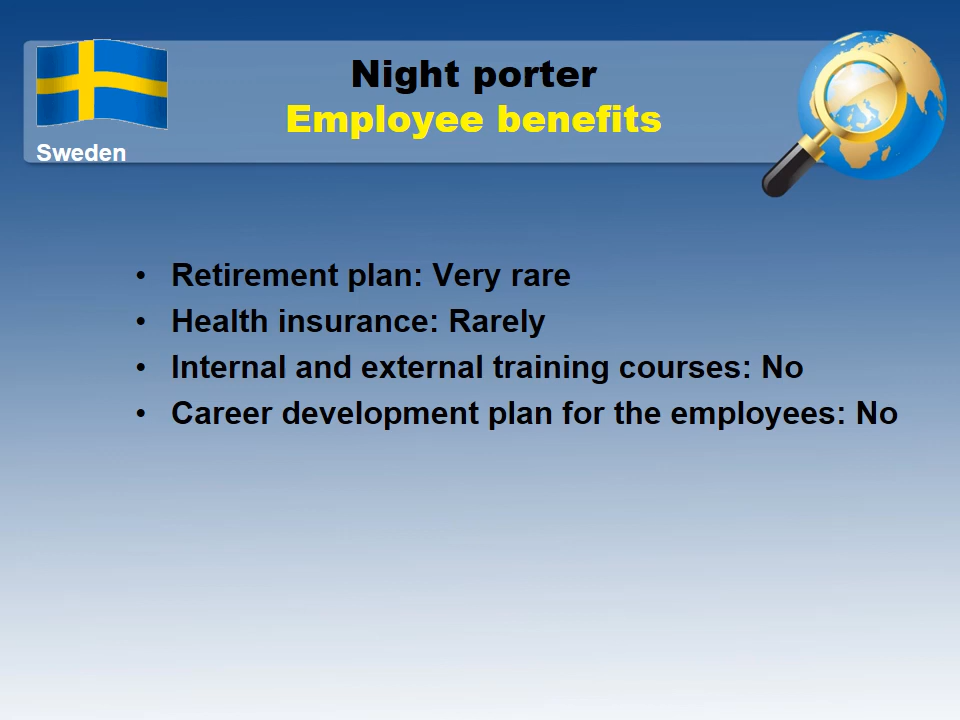 Night porter
Employee benefits
Sweden
• Retirement plan: Very rare
• Health insurance: Rarely
• Internal and external training courses: No
• Career development plan for the employees: No